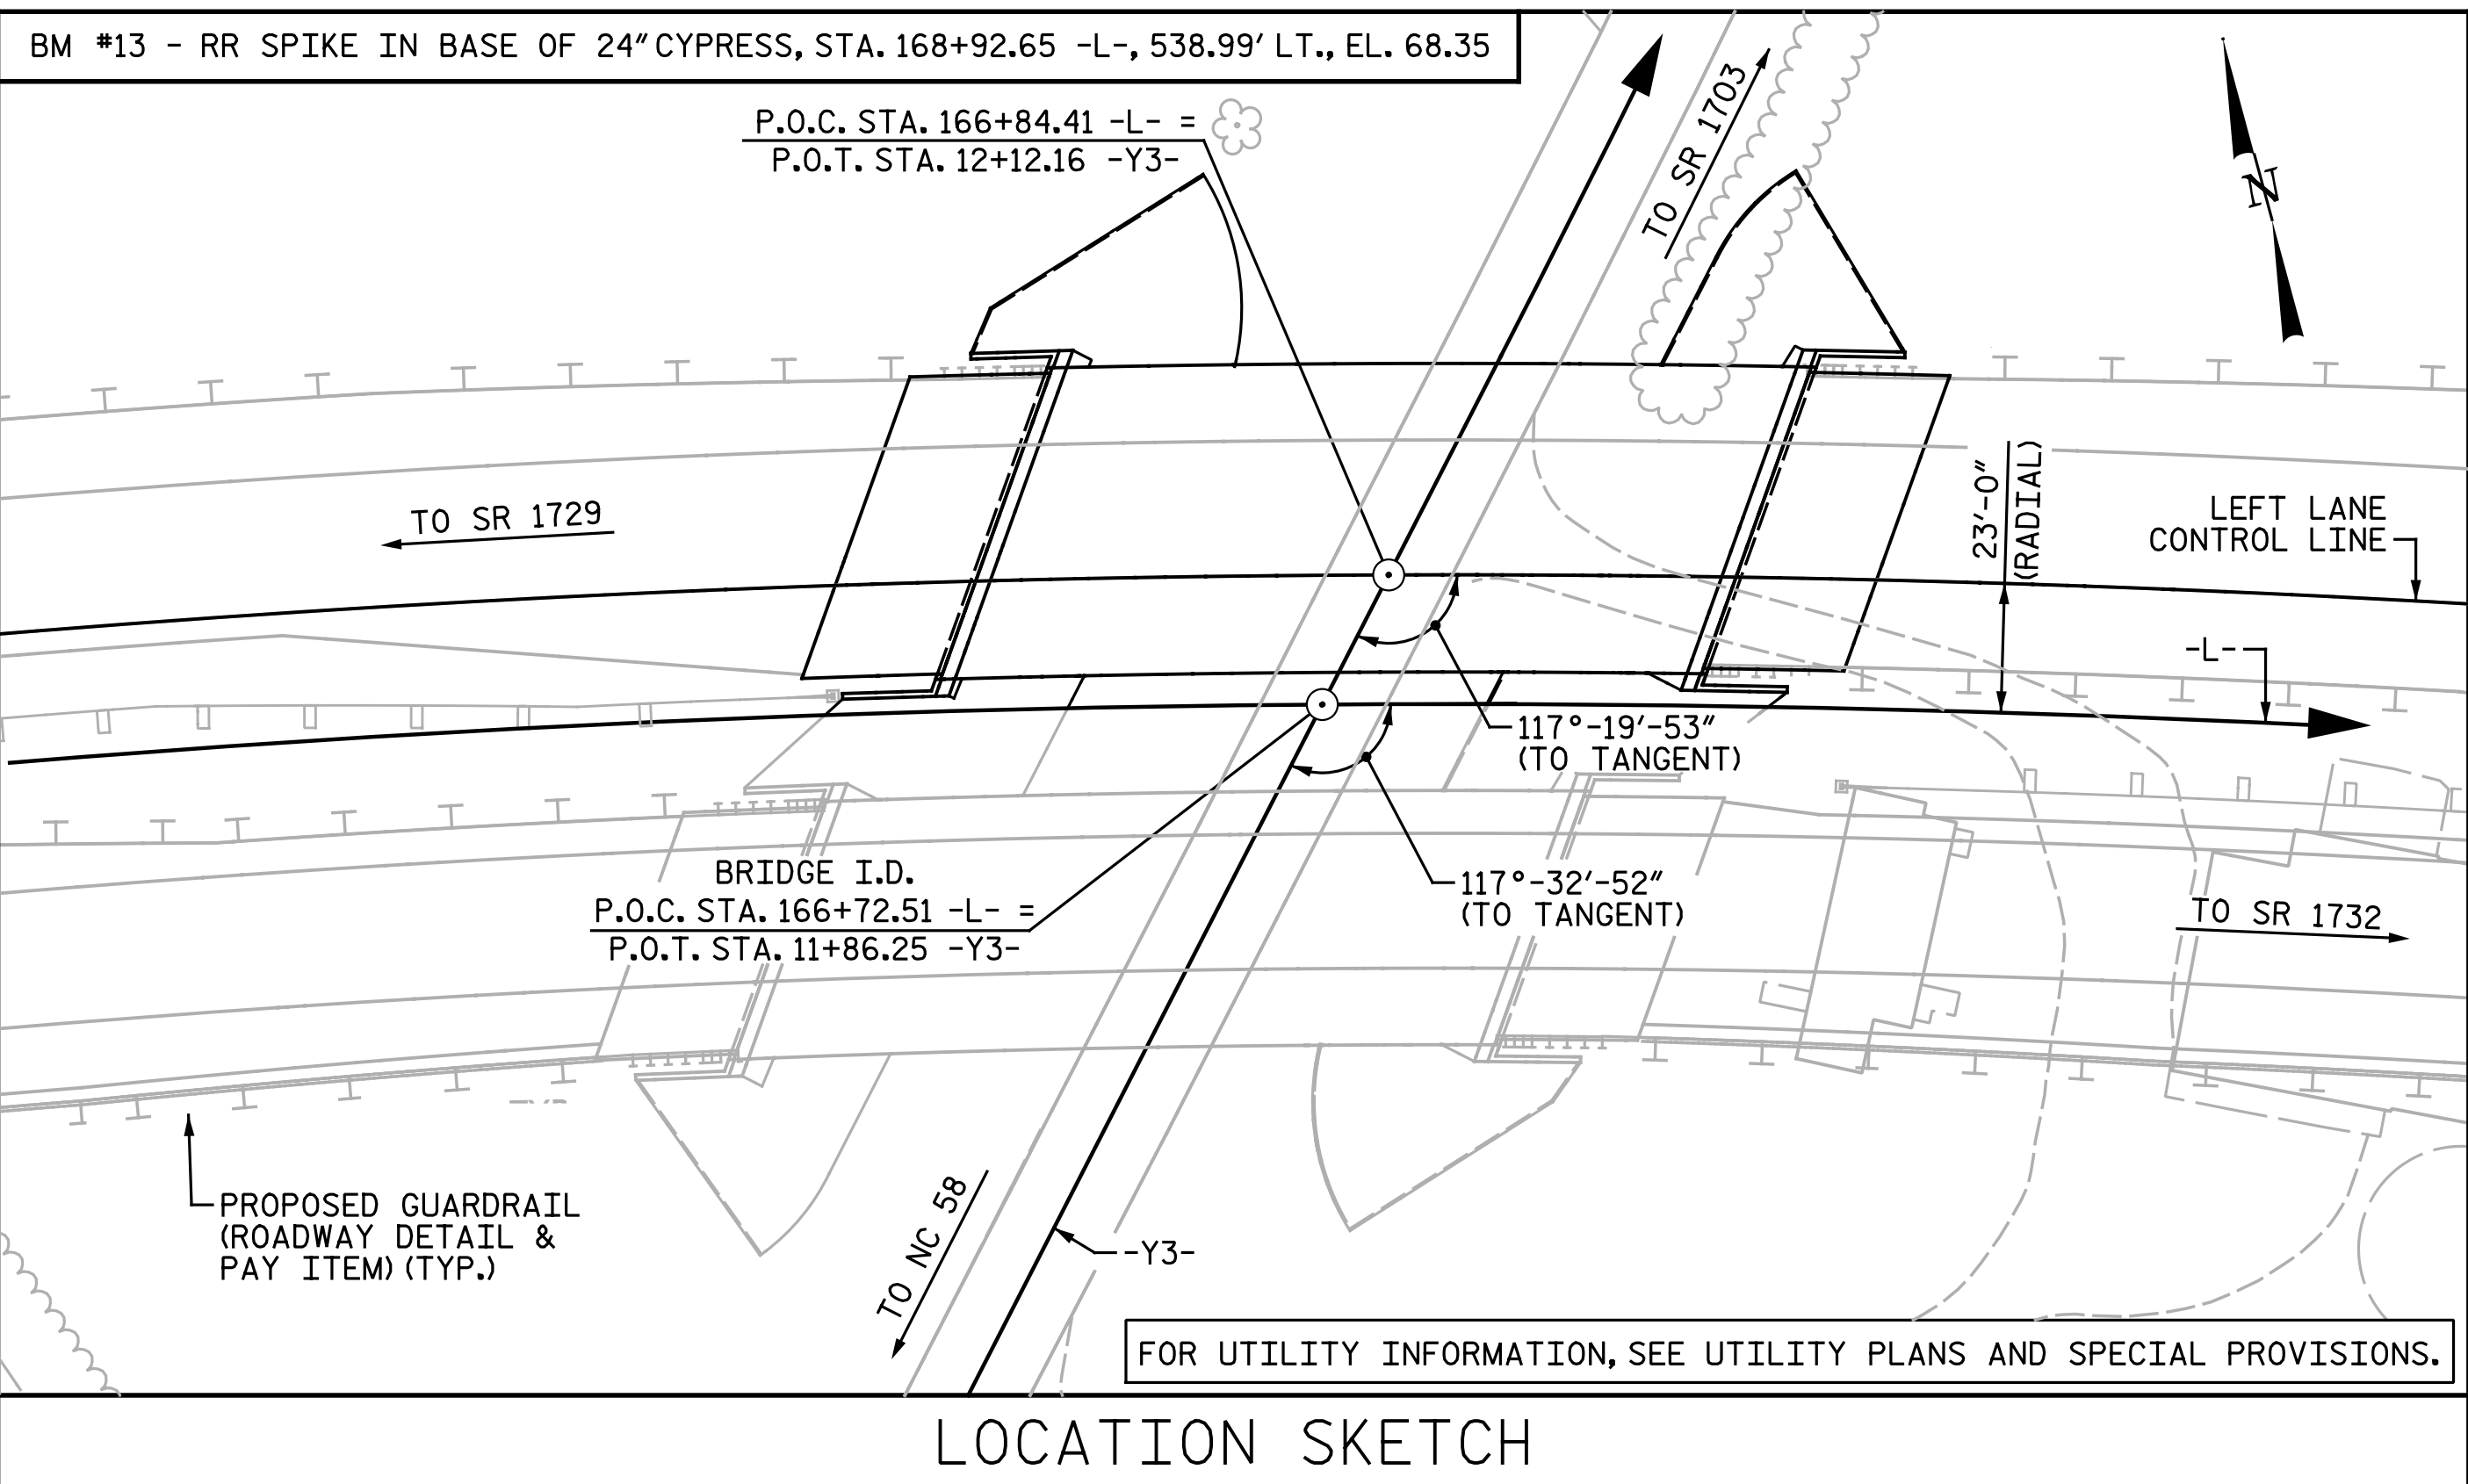 BM #13 - RR SPIKE IN BASE OF 24" CYPRESS, STA. 168+92.65 -L-, 538.99' LT., EL. 68.35
P.O.C. STA. 166+84.41 -L- =
P.O.T. STA. 12+12.16 -Y3-
TO SR 1703
N
TO SR 1729
23'-0"
(RADIAL)
LEFT LANE
CONTROL LINE
-L-
117°-19'-53"
(TO TANGENT)
BRIDGE I.D.
P.O.C. STA. 166+72.51 -L- =
P.O.T. STA. 11+86.25 -Y3-
117°-32'-52"
(TO TANGENT)
TO SR 1732
PROPOSED GUARDRAIL
(ROADWAY DETAIL &
PAY ITEM) (TYP.)
TO NC 58
-Y3-
FOR UTILITY INFORMATION, SEE UTILITY PLANS AND SPECIAL PROVISIONS.
LOCATION SKETCH